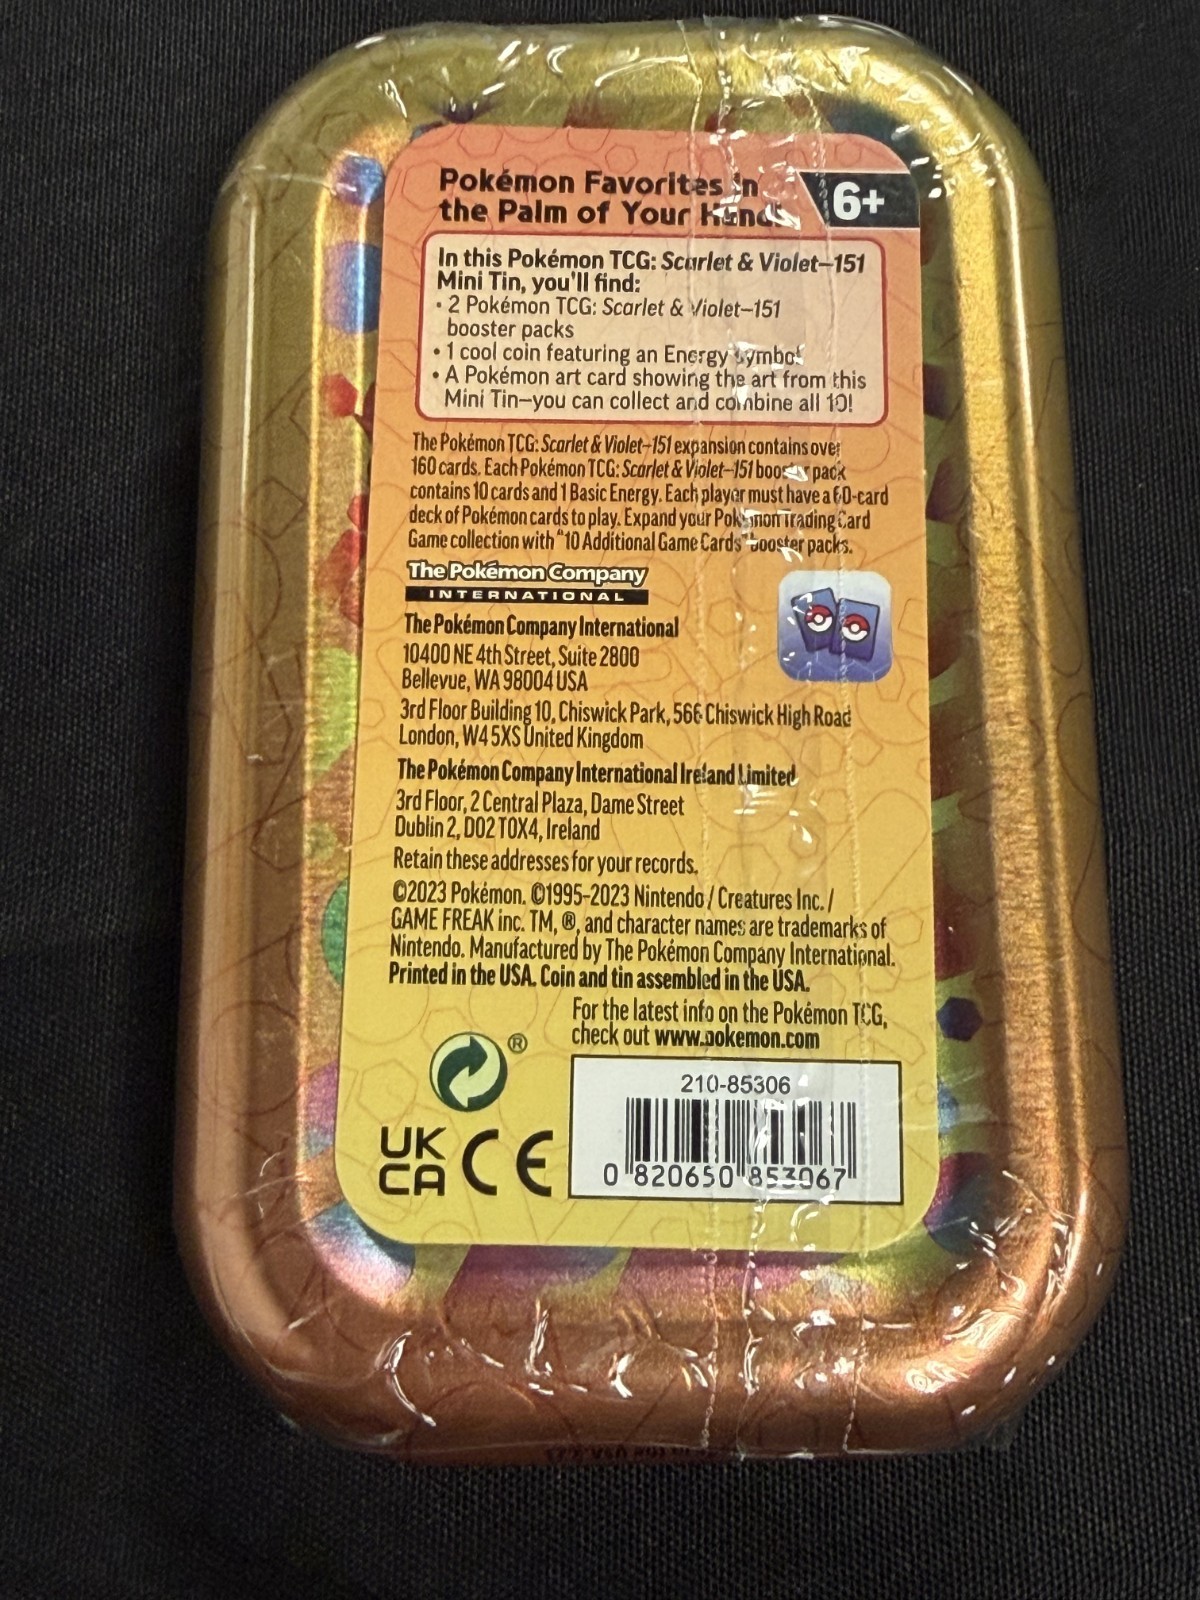 Pokémon Favorites in
the Palm of Your Hand!
6+
In this Pokémon TCG: Scarlet & Violet–151
Mini Tin, you'll find:
• 2 Pokémon TCG: Scarlet & Violet–151
booster packs
• 1 cool coin featuring an Energy symbol
• A Pokémon art card showing the art from this
Mini Tin—you can collect and combine all 10!
The Pokémon TCG: Scarlet & Violet–151 expansion contains over
160 cards. Each Pokémon TCG: Scarlet & Violet–151 booster pack
contains 10 cards and 1 Basic Energy. Each player must have a 60-card
deck of Pokémon cards to play. Expand your Pokémon Trading Card
Game collection with "10 Additional Game Cards" booster packs.
The Pokémon Company
INTERNATIONAL
The Pokémon Company International
10400 NE 4th Street, Suite 2800
Bellevue, WA 98004 USA
3rd Floor Building 10, Chiswick Park, 566 Chiswick High Road
London, W4 5XS United Kingdom
The Pokémon Company International Ireland Limited
3rd Floor, 2 Central Plaza, Dame Street
Dublin 2, D02 T0X4, Ireland
Retain these addresses for your records.
©2023 Pokémon. ©1995–2023 Nintendo / Creatures Inc. /
GAME FREAK inc. TM, ®, and character names are trademarks of
Nintendo. Manufactured by The Pokémon Company International.
Printed in the USA. Coin and tin assembled in the USA.
For the latest info on the Pokémon TCG,
check out www.pokemon.com
®
UK
CA
CE
210-85306
0 820650 853067